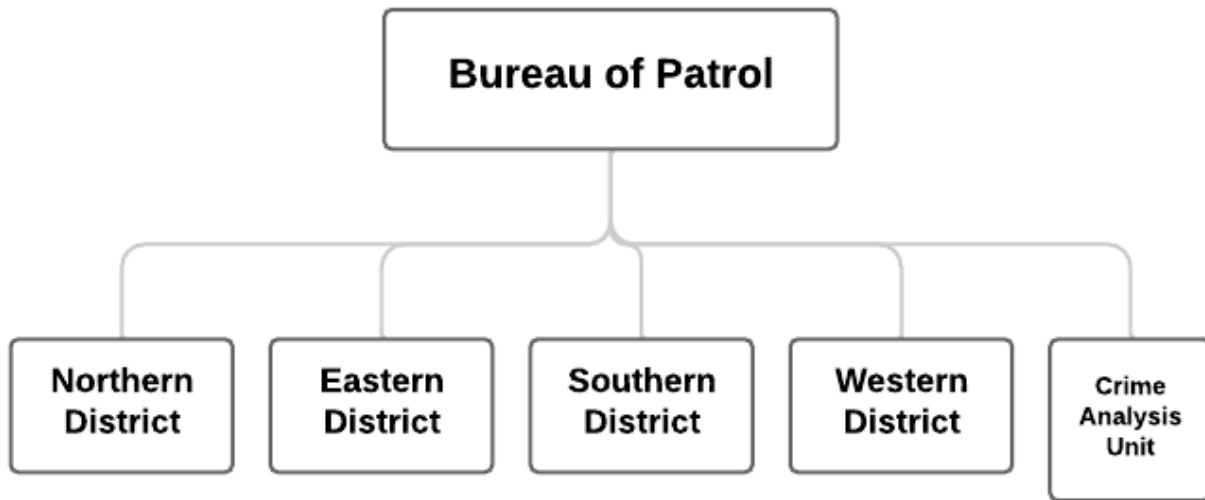 Bureau of Patrol
Northern
District
Eastern
District
Southern
District
Western
District
Crime
Analysis
Unit